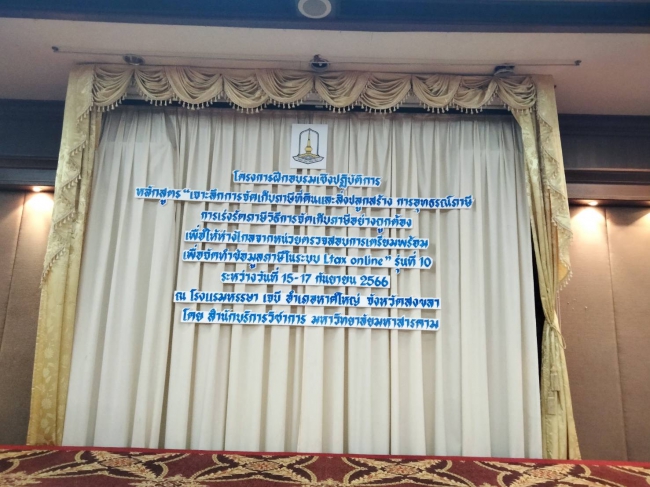 โครงการฝึกอบรมเชิงปฏิบัติการ
หลักสูตร "เจาะลึกการจัดเก็บภาษีที่ดินและสิ่งปลูกสร้าง การอุทธรณ์ภาษี
การเร่งรัดภาษีวิธีการจัดเก็บภาษีอย่างถูกต้อง
เพื่อให้ห่างไกลจากหน่วยตรวจสอบการเตรียมพร้อม
เพื่อจัดทำข้อมูลภาษีในระบบ Ltax online" รุ่นที่ 10
ระหว่างวันที่ 15-17 กันยายน 2566
ณ โรงแรมหรรษา เจบี อำเภอหาดใหญ่ จังหวัดสงขลา
โดย สำนักบริการวิชาการ มหาวิทยาลัยมหาสารคาม